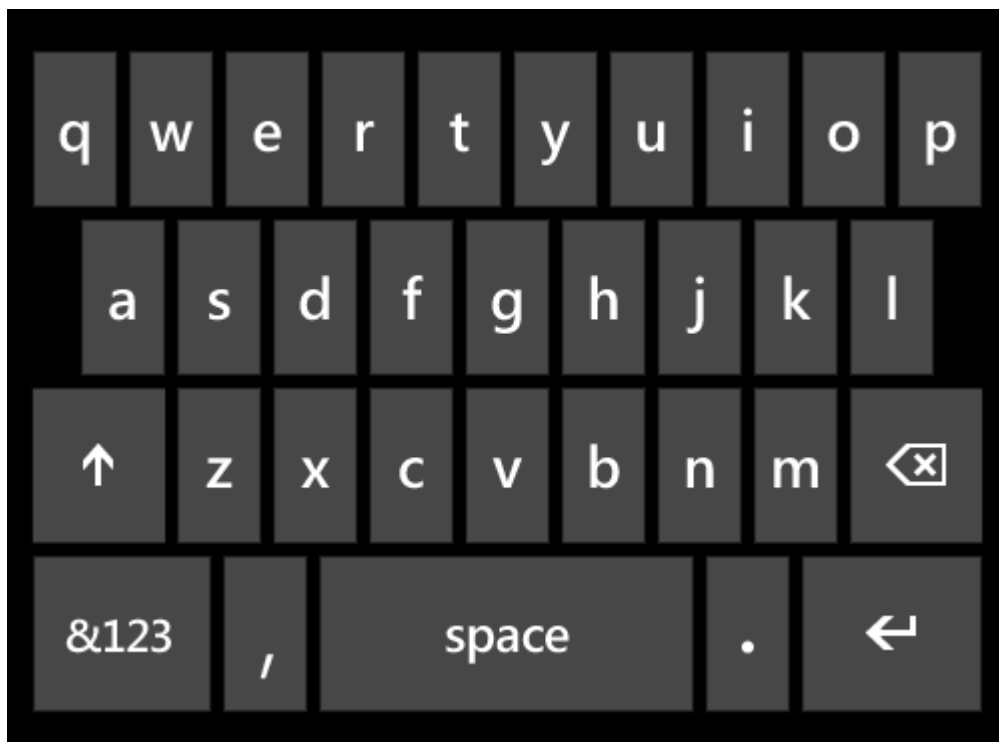 q w e r t y u i o p
a s d f g h j k l
z x c v b n m
&123 , space .